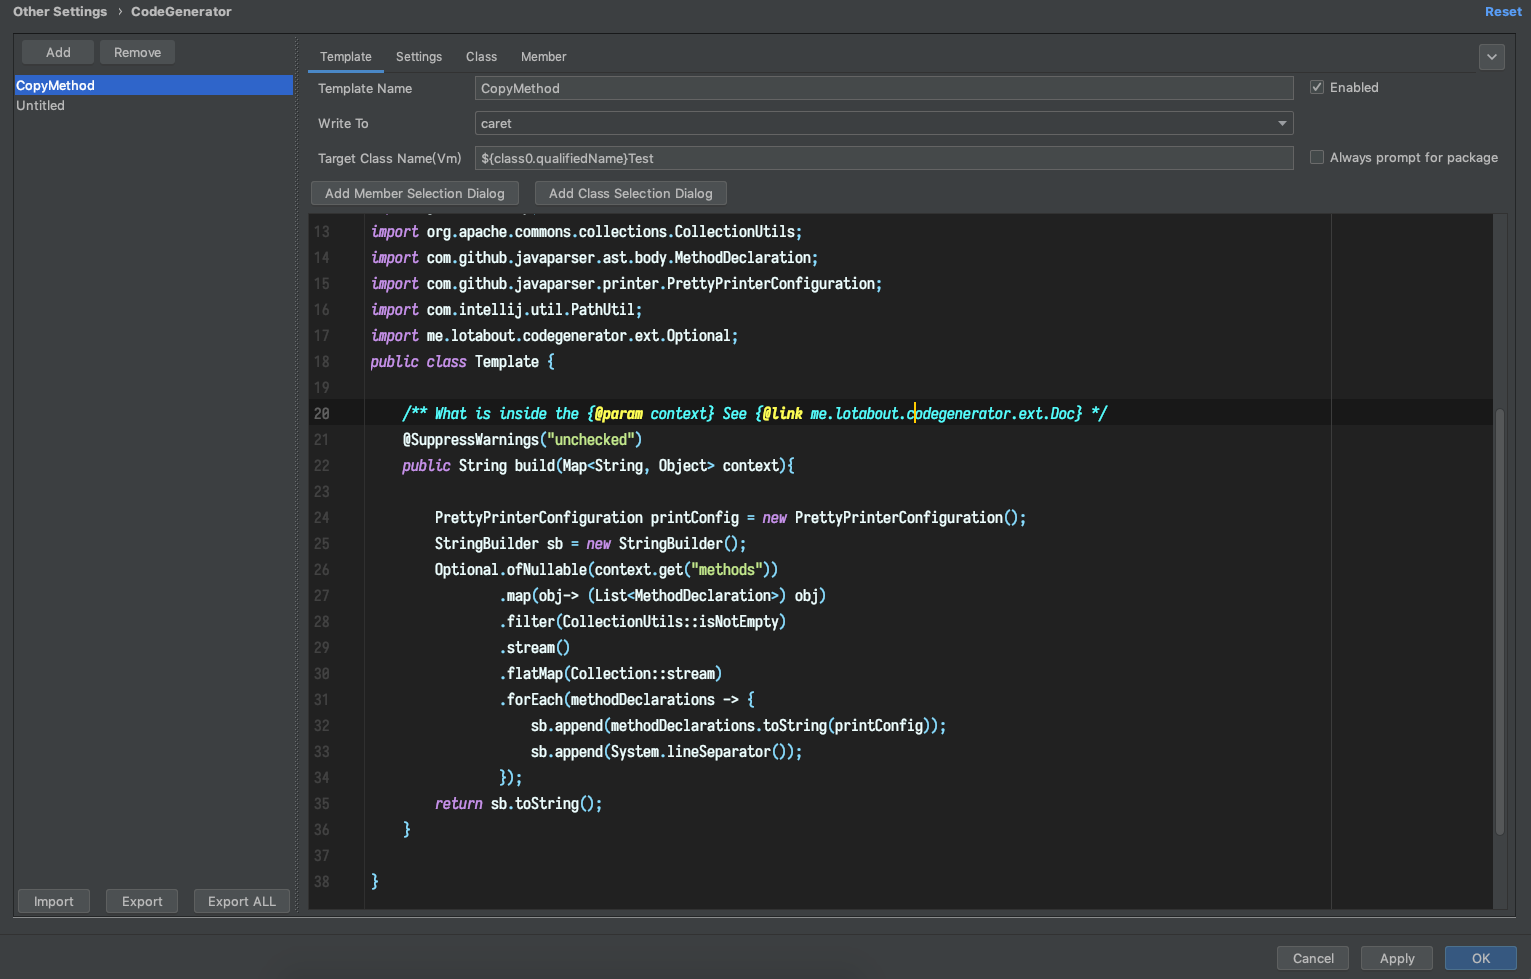 Other Settings › CodeGenerator
Reset
Add
Remove
CopyMethod
Untitled
Template
Settings
Class
Member
Template Name
CopyMethod
Enabled
Write To
caret
Target Class Name(Vm)
${class0.qualifiedName}Test
Always prompt for package
Add Member Selection Dialog
Add Class Selection Dialog
13 import org.apache.commons.collections.CollectionUtils;
14 import com.github.javaparser.ast.body.MethodDeclaration;
15 import com.github.javaparser.printer.PrettyPrinterConfiguration;
16 import com.intellij.util.PathUtil;
17 import me.lotabout.codegenerator.ext.Optional;
18 public class Template {
19
20     /** What is inside the {@param context} See {@link me.lotabout.codegenerator.ext.Doc} */
21     @SuppressWarnings("unchecked")
22     public String build(Map<String, Object> context){
23
24         PrettyPrinterConfiguration printConfig = new PrettyPrinterConfiguration();
25         StringBuilder sb = new StringBuilder();
26         Optional.ofNullable(context.get("methods"))
27                 .map(obj-> (List<MethodDeclaration>) obj)
28                 .filter(CollectionUtils::isNotEmpty)
29                 .stream()
30                 .flatMap(Collection::stream)
31                 .forEach(methodDeclarations -> {
32                     sb.append(methodDeclarations.toString(printConfig));
33                     sb.append(System.lineSeparator());
34                 });
35         return sb.toString();
36     }
37
38 }
Import
Export
Export ALL
Cancel
Apply
OK